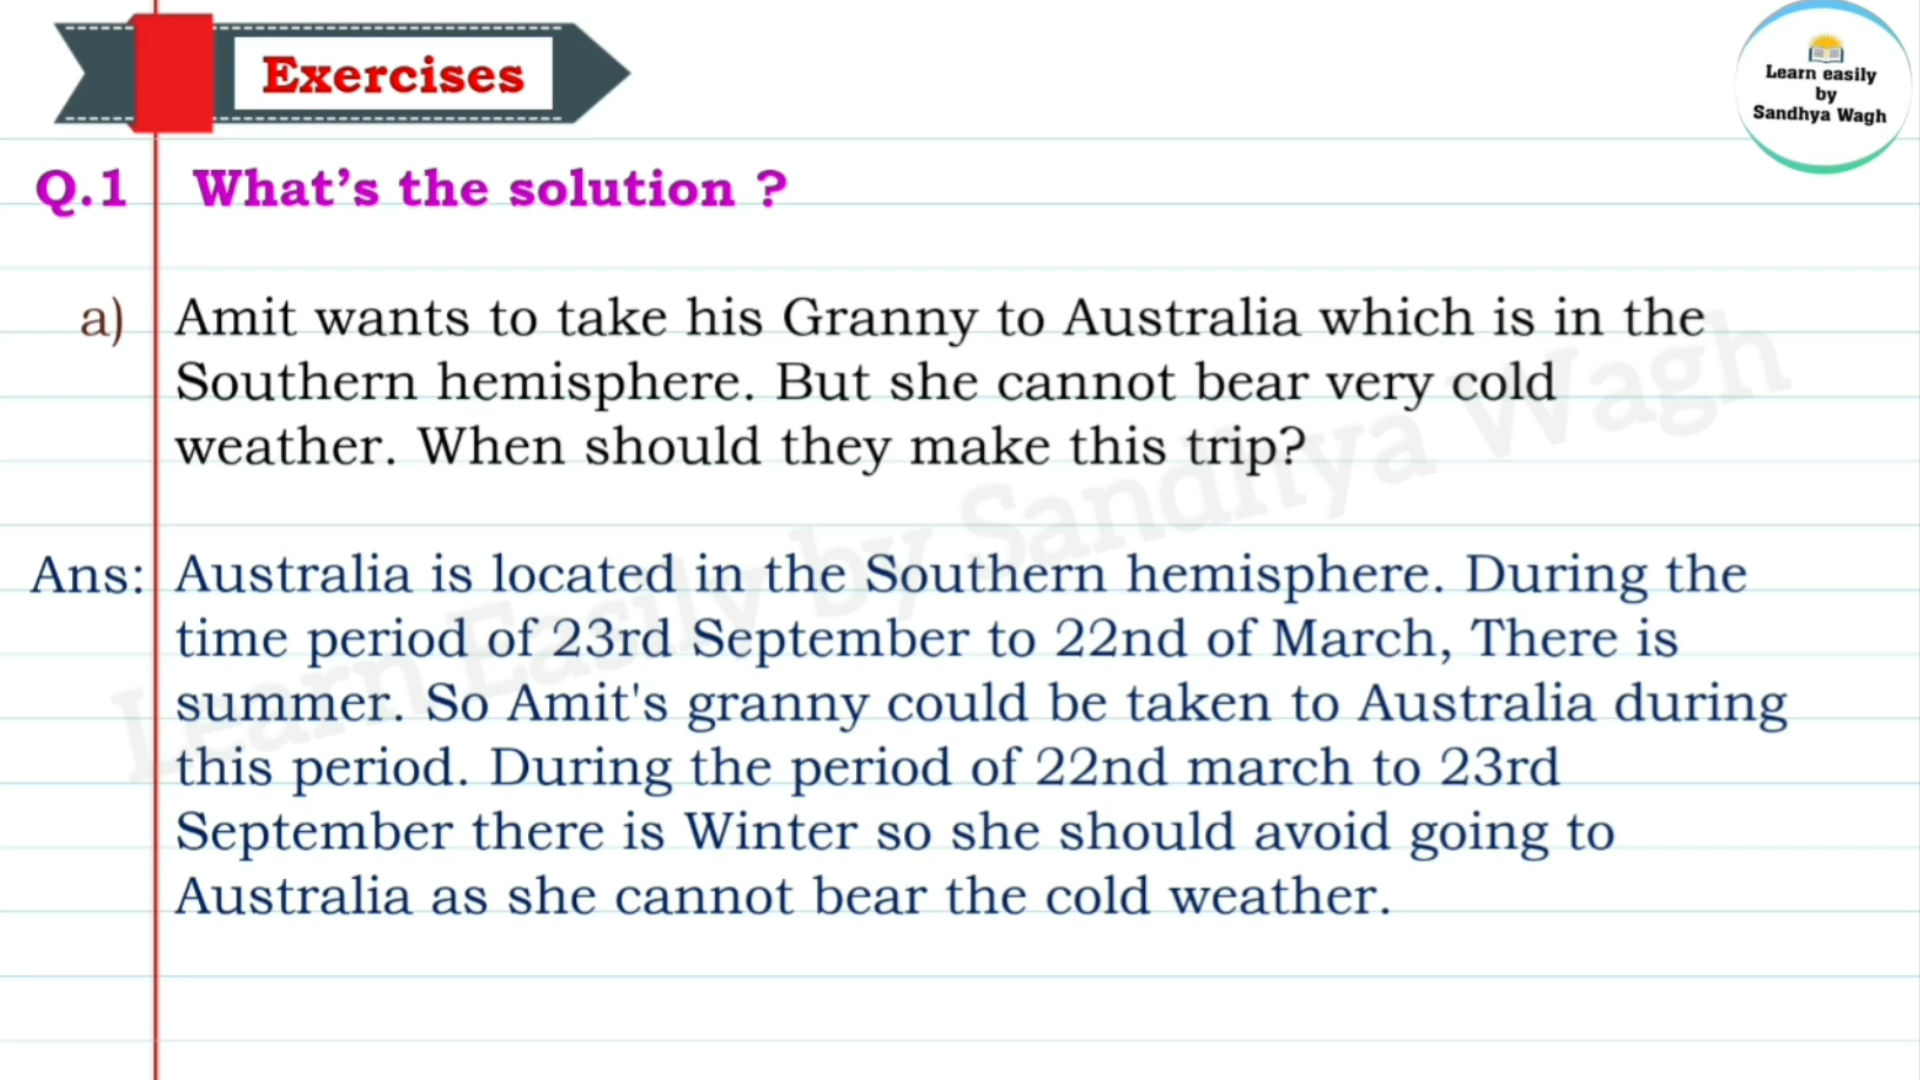 Exercises
Learn easily
by
Sandhya Wagh
Q.1 What’s the solution ?
a) Amit wants to take his Granny to Australia which is in the
Southern hemisphere. But she cannot bear very cold
weather. When should they make this trip?
Ans: Australia is located in the Southern hemisphere. During the
time period of 23rd September to 22nd of March, There is
summer. So Amit's granny could be taken to Australia during
this period. During the period of 22nd march to 23rd
September there is Winter so she should avoid going to
Australia as she cannot bear the cold weather.
Learn Easily by Sandhya Wagh